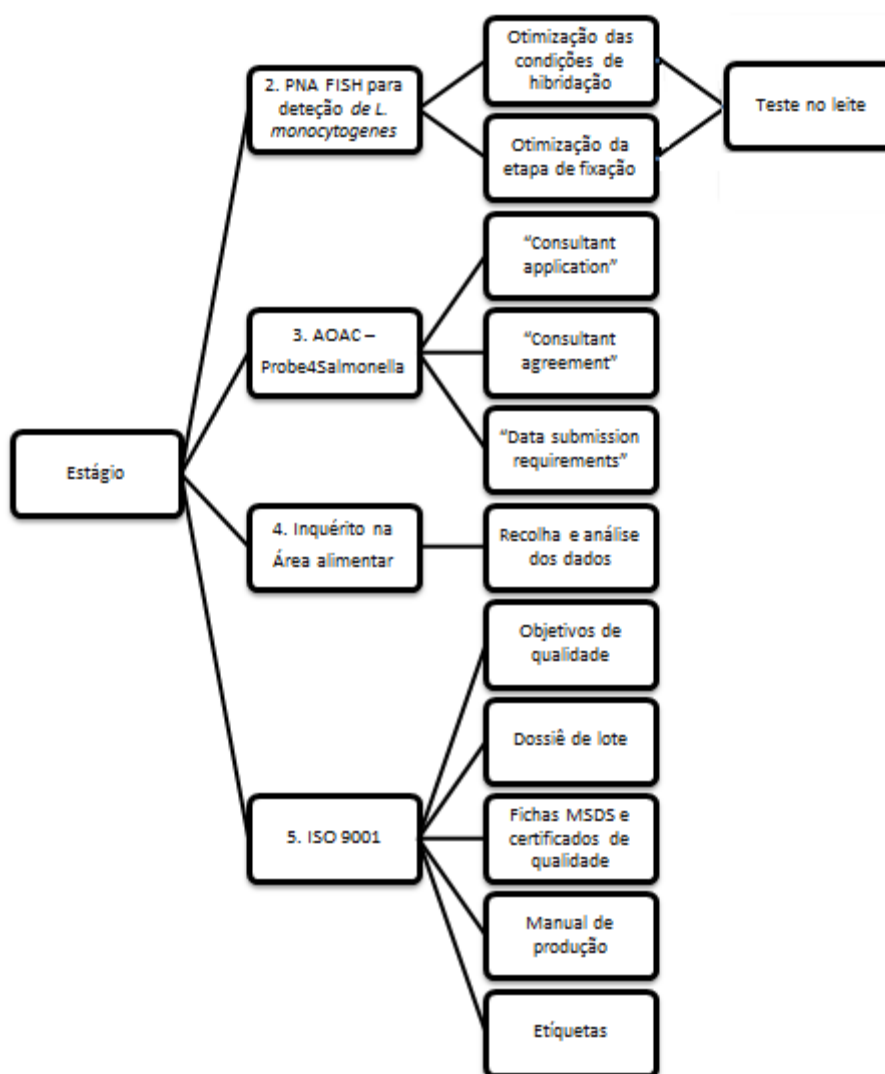 Otimização das
condições de
hibridação
2. PNA FISH para
deteção de L.
monocytogenes
Teste no leite
Otimização da
etapa de fixação
“Consultant
application”
3. AOAC –
Probe4Salmonella
“Consultant
agreement”
“Data submission
requirements”
Estágio
4. Inquérito na
Área alimentar
Recolha e análise
dos dados
Objetivos de
qualidade
Dossiê de lote
5. ISO 9001
Fichas MSDS e
certificados de
qualidade
Manual de
produção
Etíquetas